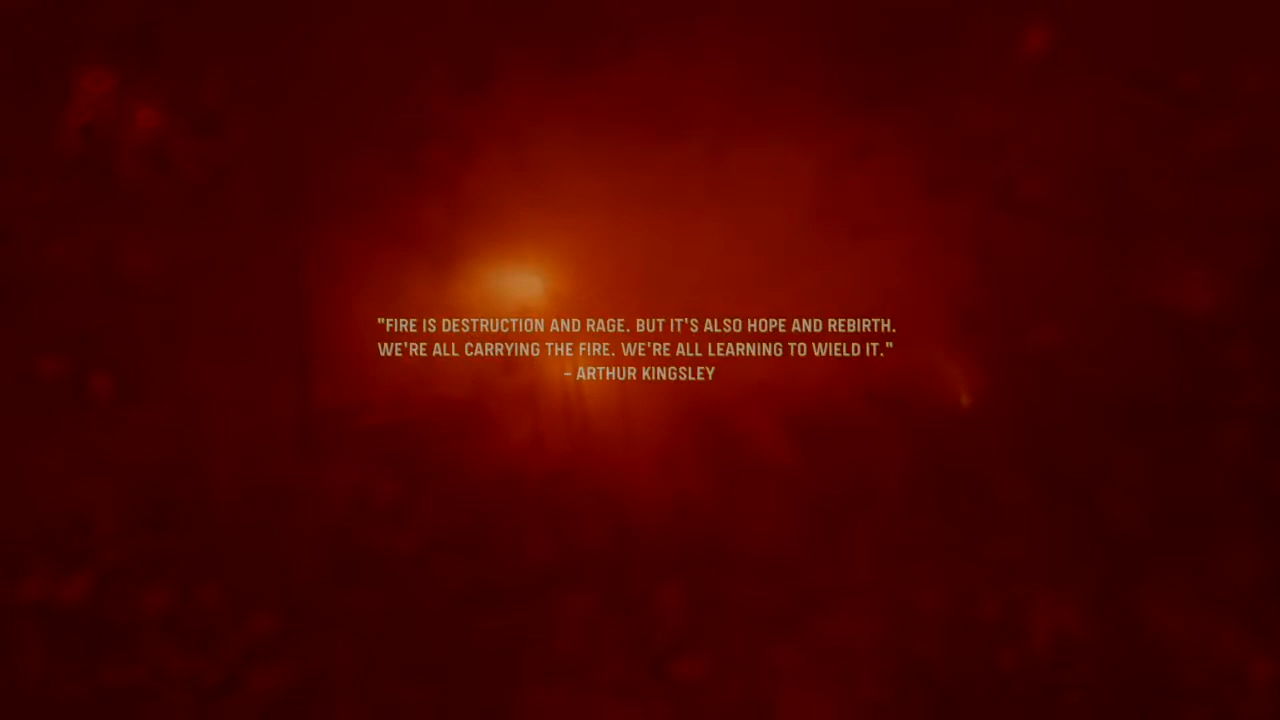 "FIRE IS DESTRUCTION AND RAGE. BUT IT'S ALSO HOPE AND REBIRTH.
WE'RE ALL CARRYING THE FIRE. WE'RE ALL LEARNING TO WIELD IT."
- ARTHUR KINGSLEY